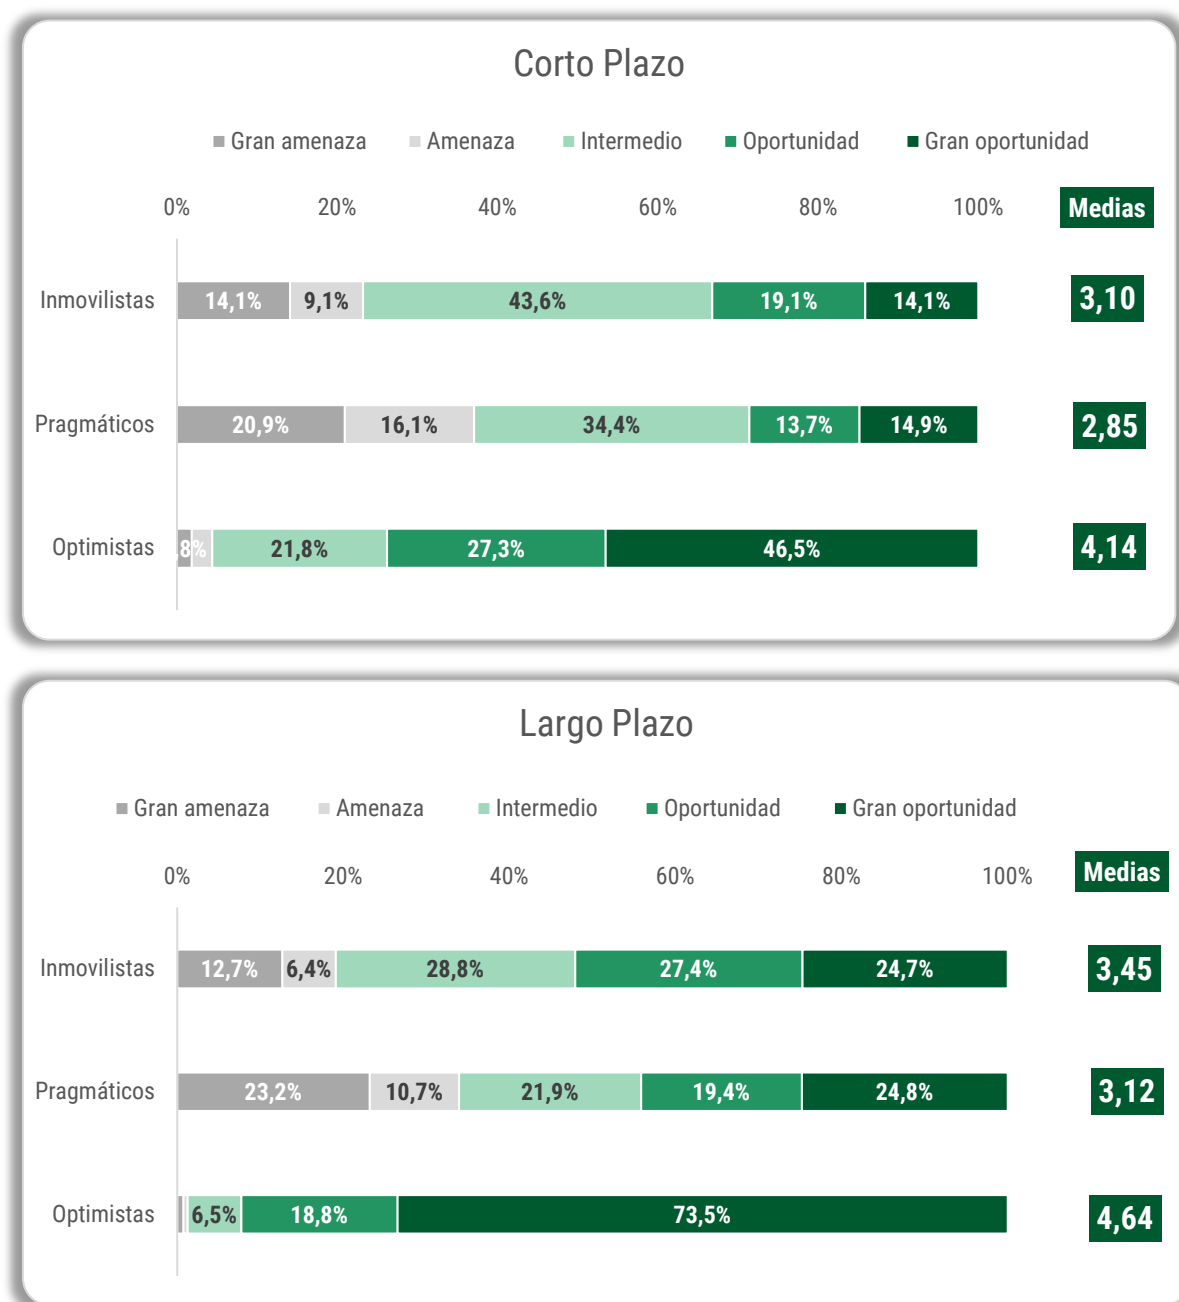 Corto Plazo
Gran amenaza Amenaza Intermedio Oportunidad Gran oportunidad
0% 20% 40% 60% 80% 100% Medias
Inmovilistas 14,1% 9,1% 43,6% 19,1% 14,1% 3,10
Pragmáticos 20,9% 16,1% 34,4% 13,7% 14,9% 2,85
Optimistas 21,8% 27,3% 46,5% 4,14
Largo Plazo
Gran amenaza Amenaza Intermedio Oportunidad Gran oportunidad
0% 20% 40% 60% 80% 100% Medias
Inmovilistas 12,7% 6,4% 28,8% 27,4% 24,7% 3,45
Pragmáticos 23,2% 10,7% 21,9% 19,4% 24,8% 3,12
Optimistas 6,5% 18,8% 73,5% 4,64